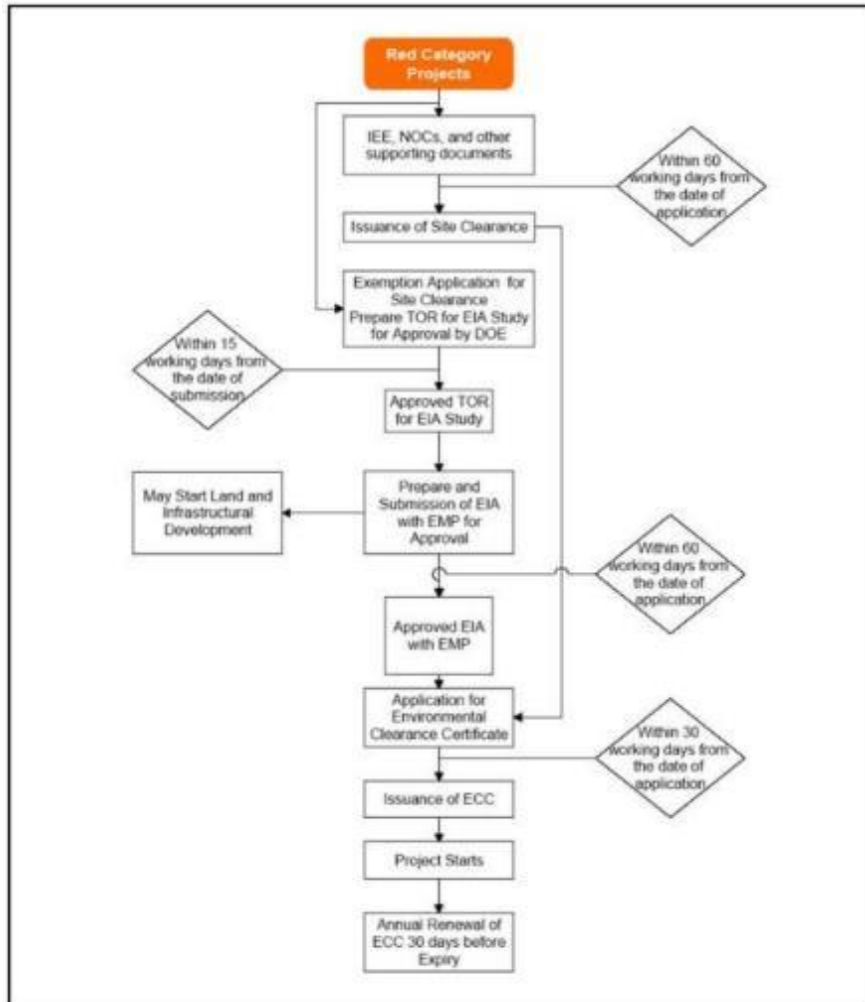 Red Category
Projects
IEE, NOCs, and other
supporting documents
Within 60
working days from
the date of
application
Issuance of Site Clearance
Exemption Application for
Site Clearance
Prepare TOR for EIA Study
for Approval by DOE
Within 15
working days from
the date of
submission
Approved TOR
for EIA Study
May Start Land and
Infrastructural
Development
Prepare and
Submission of EIA
with EMP for
Approval
Within 60
working days from
the date of
application
Approved EIA
with EMP
Application for
Environmental
Clearance Certificate
Within 30
working days from
the date of
application
Issuance of ECC
Project Starts
Annual Renewal of
ECC 30 days before
Expiry